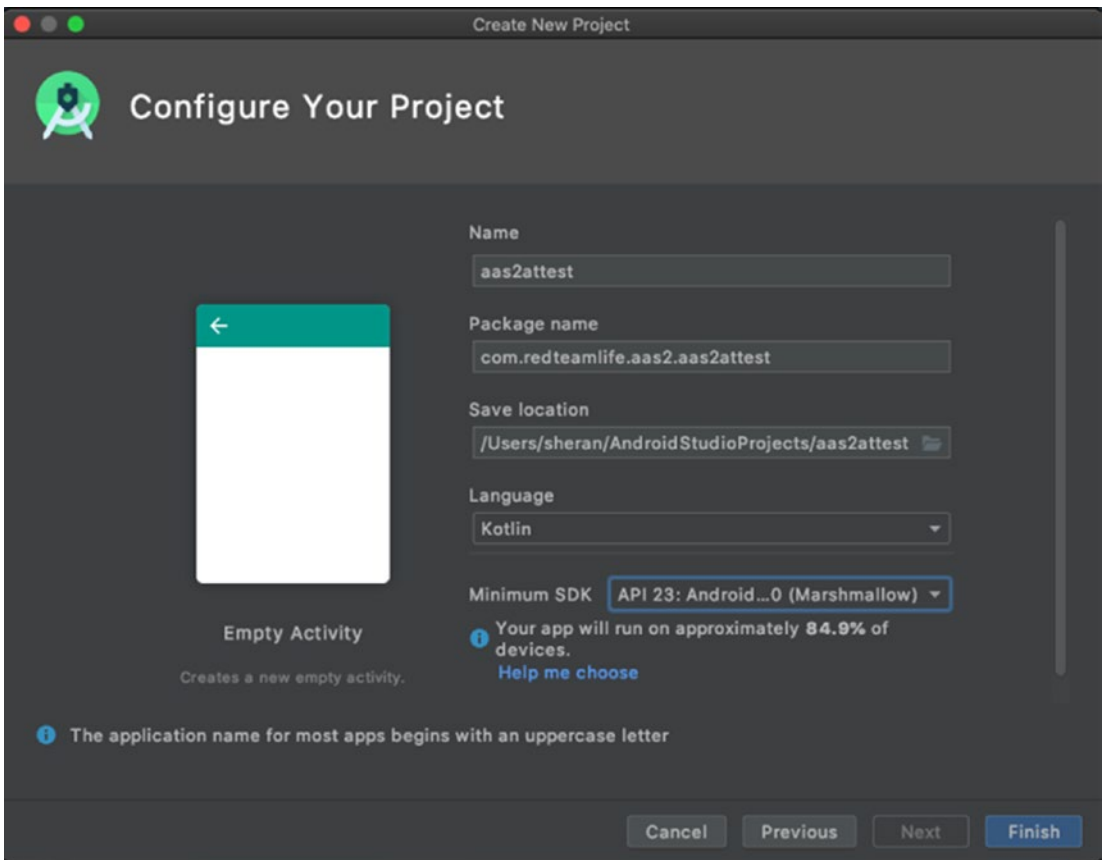 Create New Project
Configure Your Project
Name
aas2attest
Package name
com.redteamlife.aas2.aas2attest
Save location
/Users/sheran/AndroidStudioProjects/aas2attest
Language
Kotlin
Minimum SDK API 23: Android...0 (Marshmallow)
Your app will run on approximately 84.9% of
devices.
Help me choose
Empty Activity
Creates a new empty activity.
The application name for most apps begins with an uppercase letter
Cancel Previous Next Finish